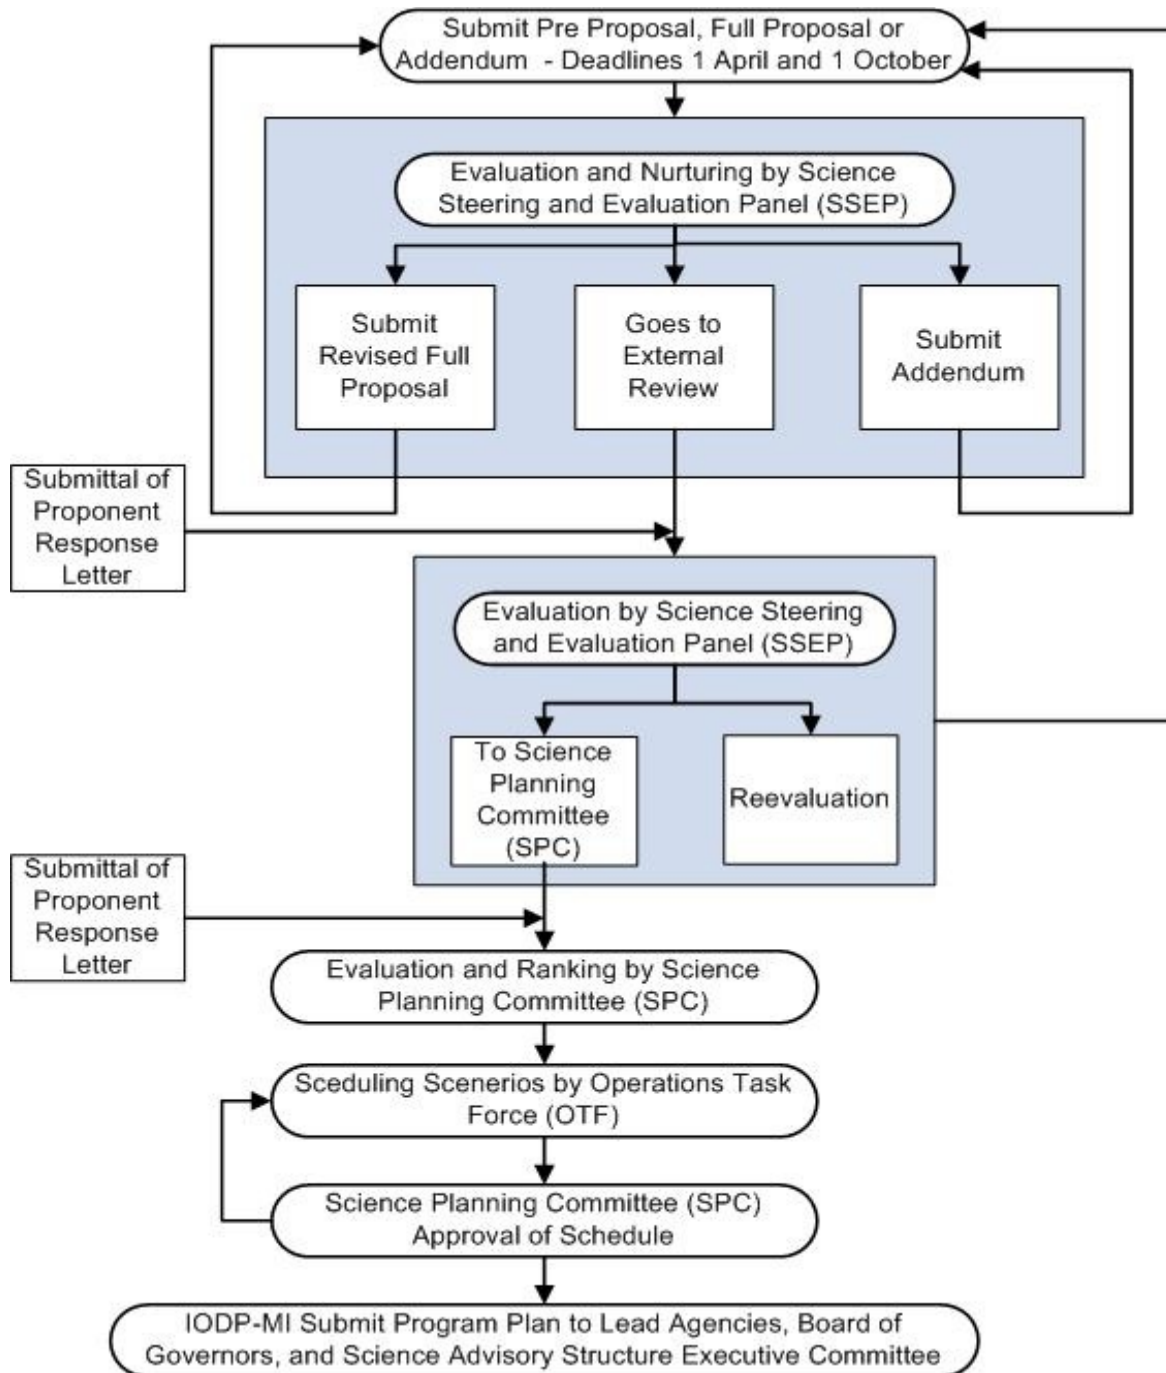 Submit Pre Proposal, Full Proposal or
Addendum - Deadlines 1 April and 1 October
Evaluation and Nurturing by Science
Steering and Evaluation Panel (SSEP)
Submit
Revised Full
Proposal
Goes to
External
Review
Submit
Addendum
Submittal of
Proponent
Response
Letter
Evaluation by Science Steering
and Evaluation Panel (SSEP)
To Science
Planning
Committee
(SPC)
Reevaluation
Submittal of
Proponent
Response
Letter
Evaluation and Ranking by Science
Planning Committee (SPC)
Sceduling Scenerios by Operations Task
Force (OTF)
Science Planning Committee (SPC)
Approval of Schedule
IODP-MI Submit Program Plan to Lead Agencies, Board of
Governors, and Science Advisory Structure Executive Committee